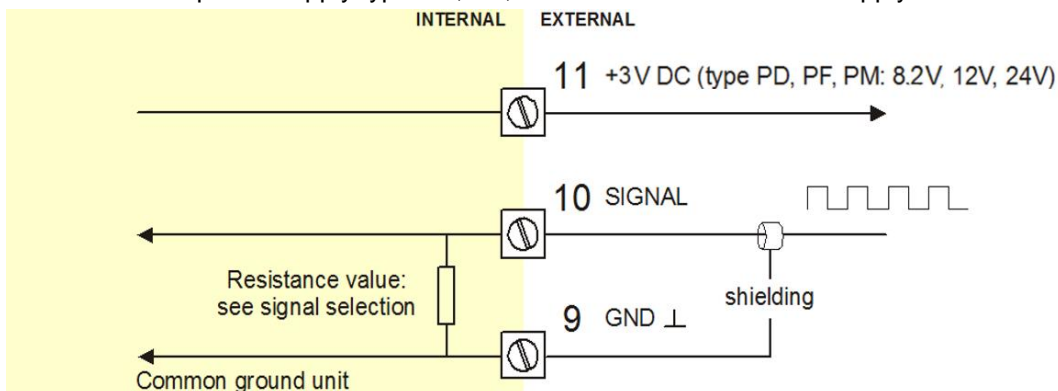 INTERNAL EXTERNAL
11 +3V DC (type PD, PF, PM: 8.2V, 12V, 24V)
10 SIGNAL
Resistance value:
see signal selection
shielding
9 GND ⊥
Common ground unit